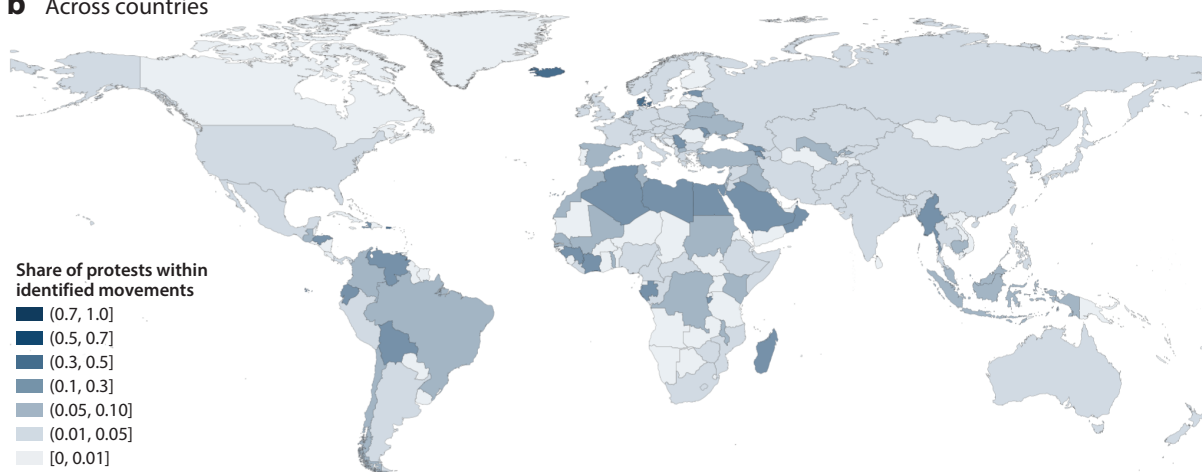 b Across countries
Share of protests within
identified movements
(0.7, 1.0]
(0.5, 0.7]
(0.3, 0.5]
(0.1, 0.3]
(0.05, 0.10]
(0.01, 0.05]
[0, 0.01]